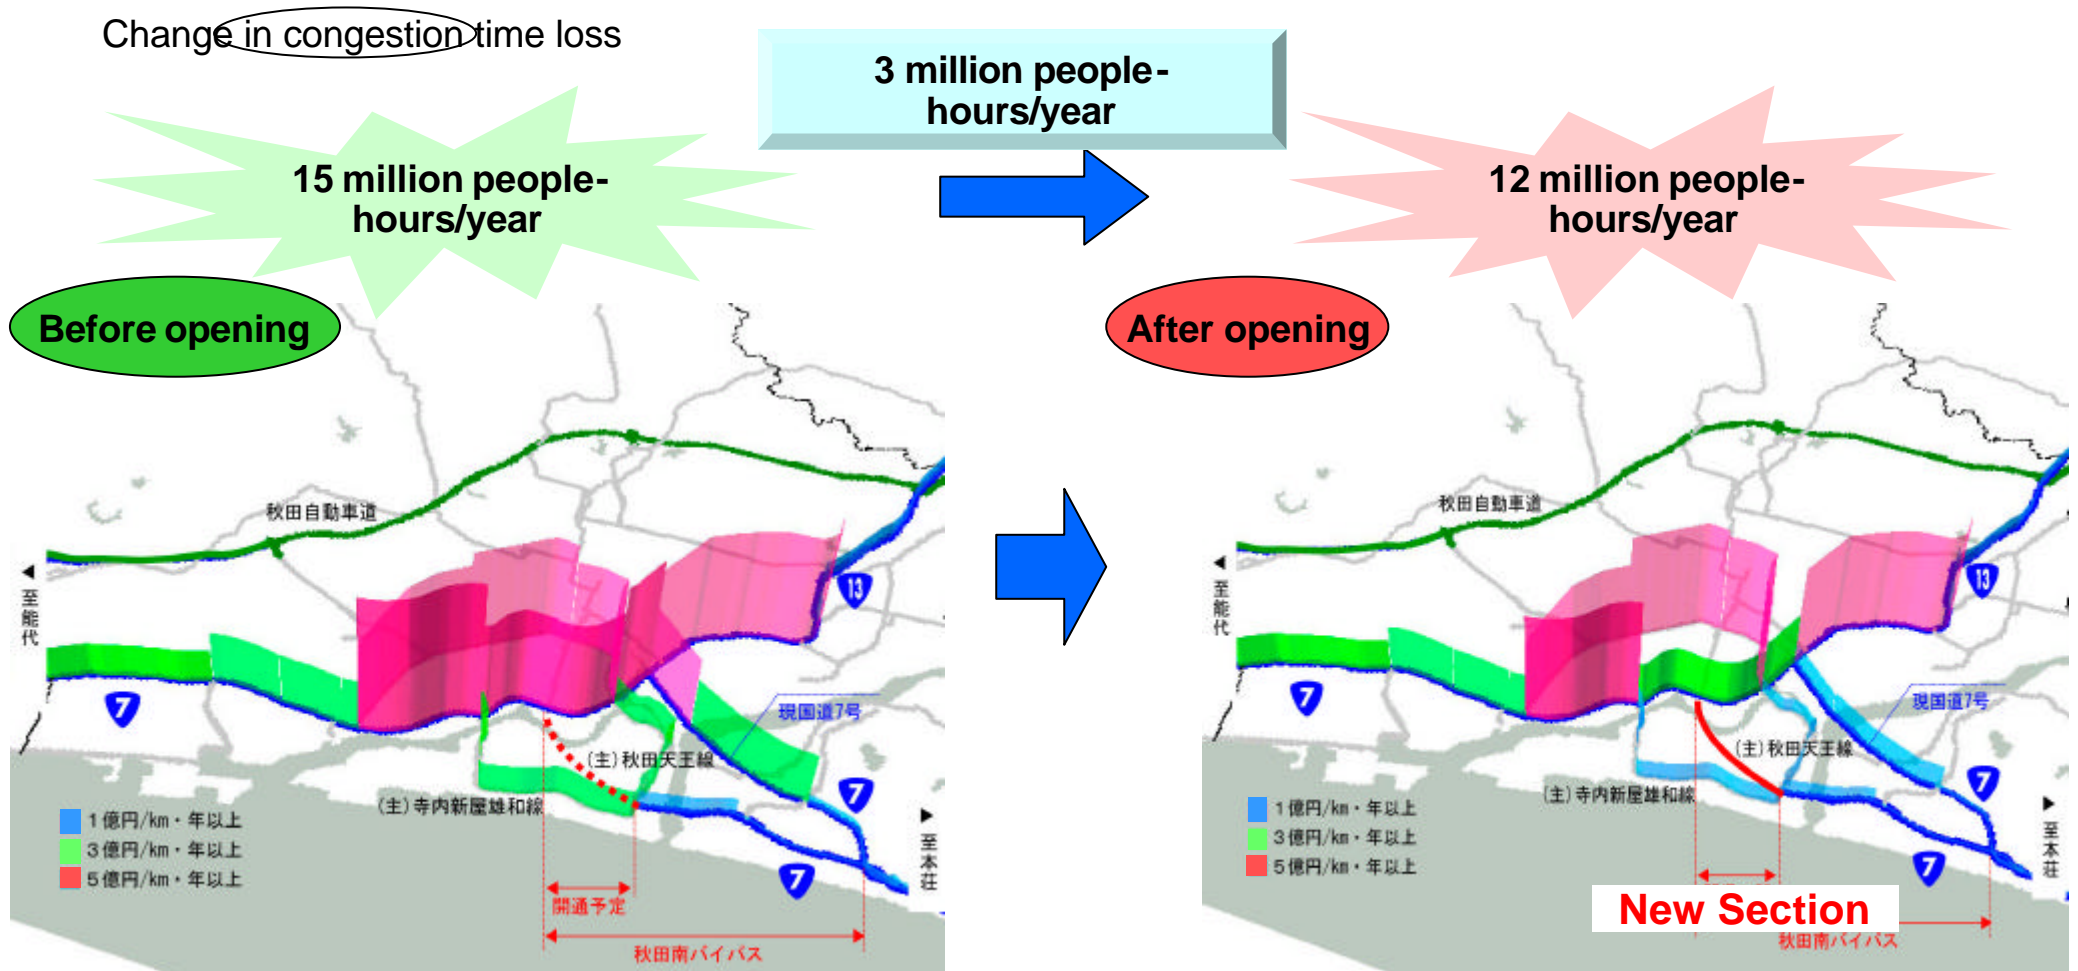 Change in congestion time loss
3 million people-
hours/year
15 million people-
hours/year
12 million people-
hours/year
Before opening
After opening
秋田自動車道
至能代
7
13
現国道7号
(主)秋田天王線
(主)寺内新屋雄和線
7
7
至本荘
1億円/km・年以上
3億円/km・年以上
5億円/km・年以上
開通予定
秋田南バイパス
秋田自動車道
至能代
7
13
現国道7号
(主)秋田天王線
(主)寺内新屋雄和線
7
7
至本荘
1億円/km・年以上
3億円/km・年以上
5億円/km・年以上
New Section
秋田南バイパス